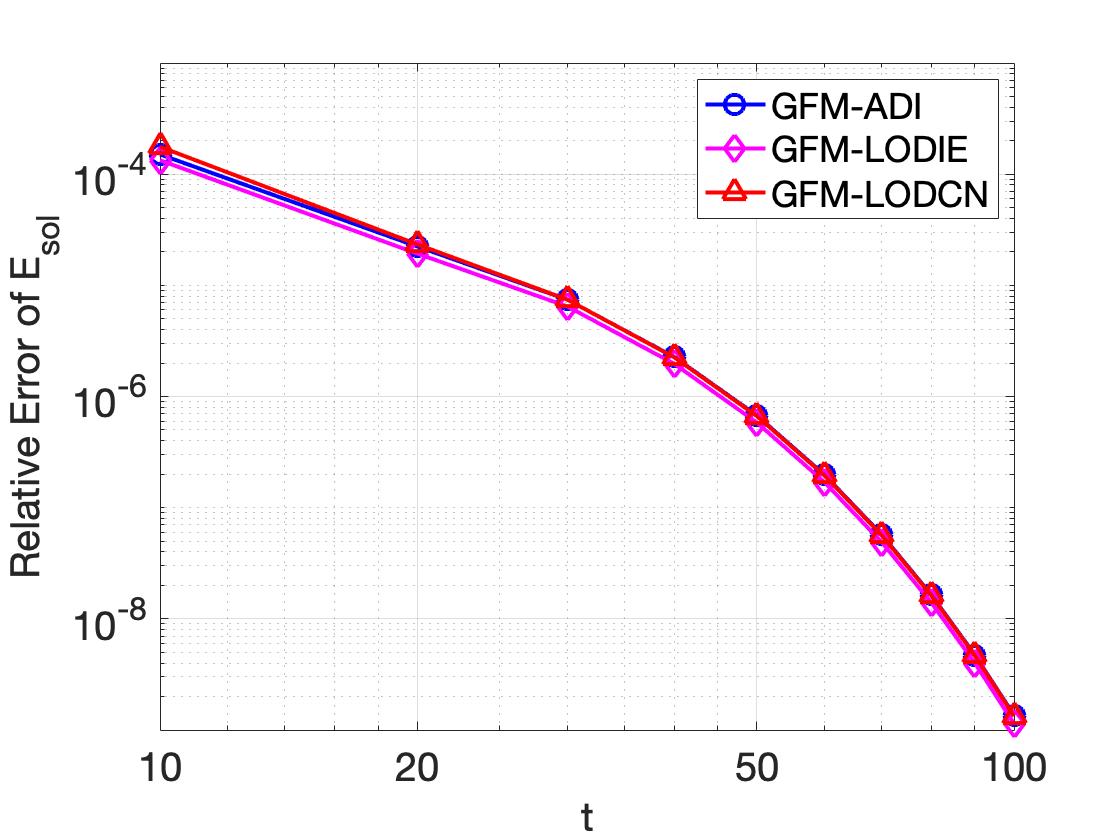 GFM-ADI
GFM-LODIE
GFM-LODCN
Relative Error of E_sol
10^-4
10^-6
10^-8
10 20 50 100
t